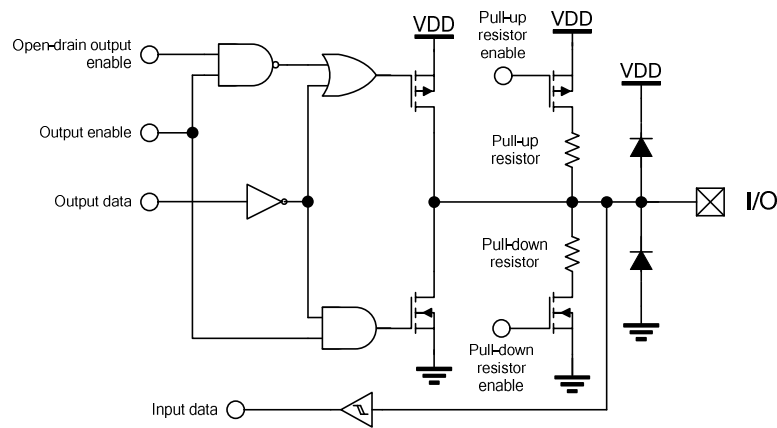 Open-drain output
enable
Output enable
Output data
VDD
Pull-up
resistor
enable
VDD
Pull-up
resistor
VDD
I/O
Pull-down
resistor
Pull-down
resistor
enable
Input data